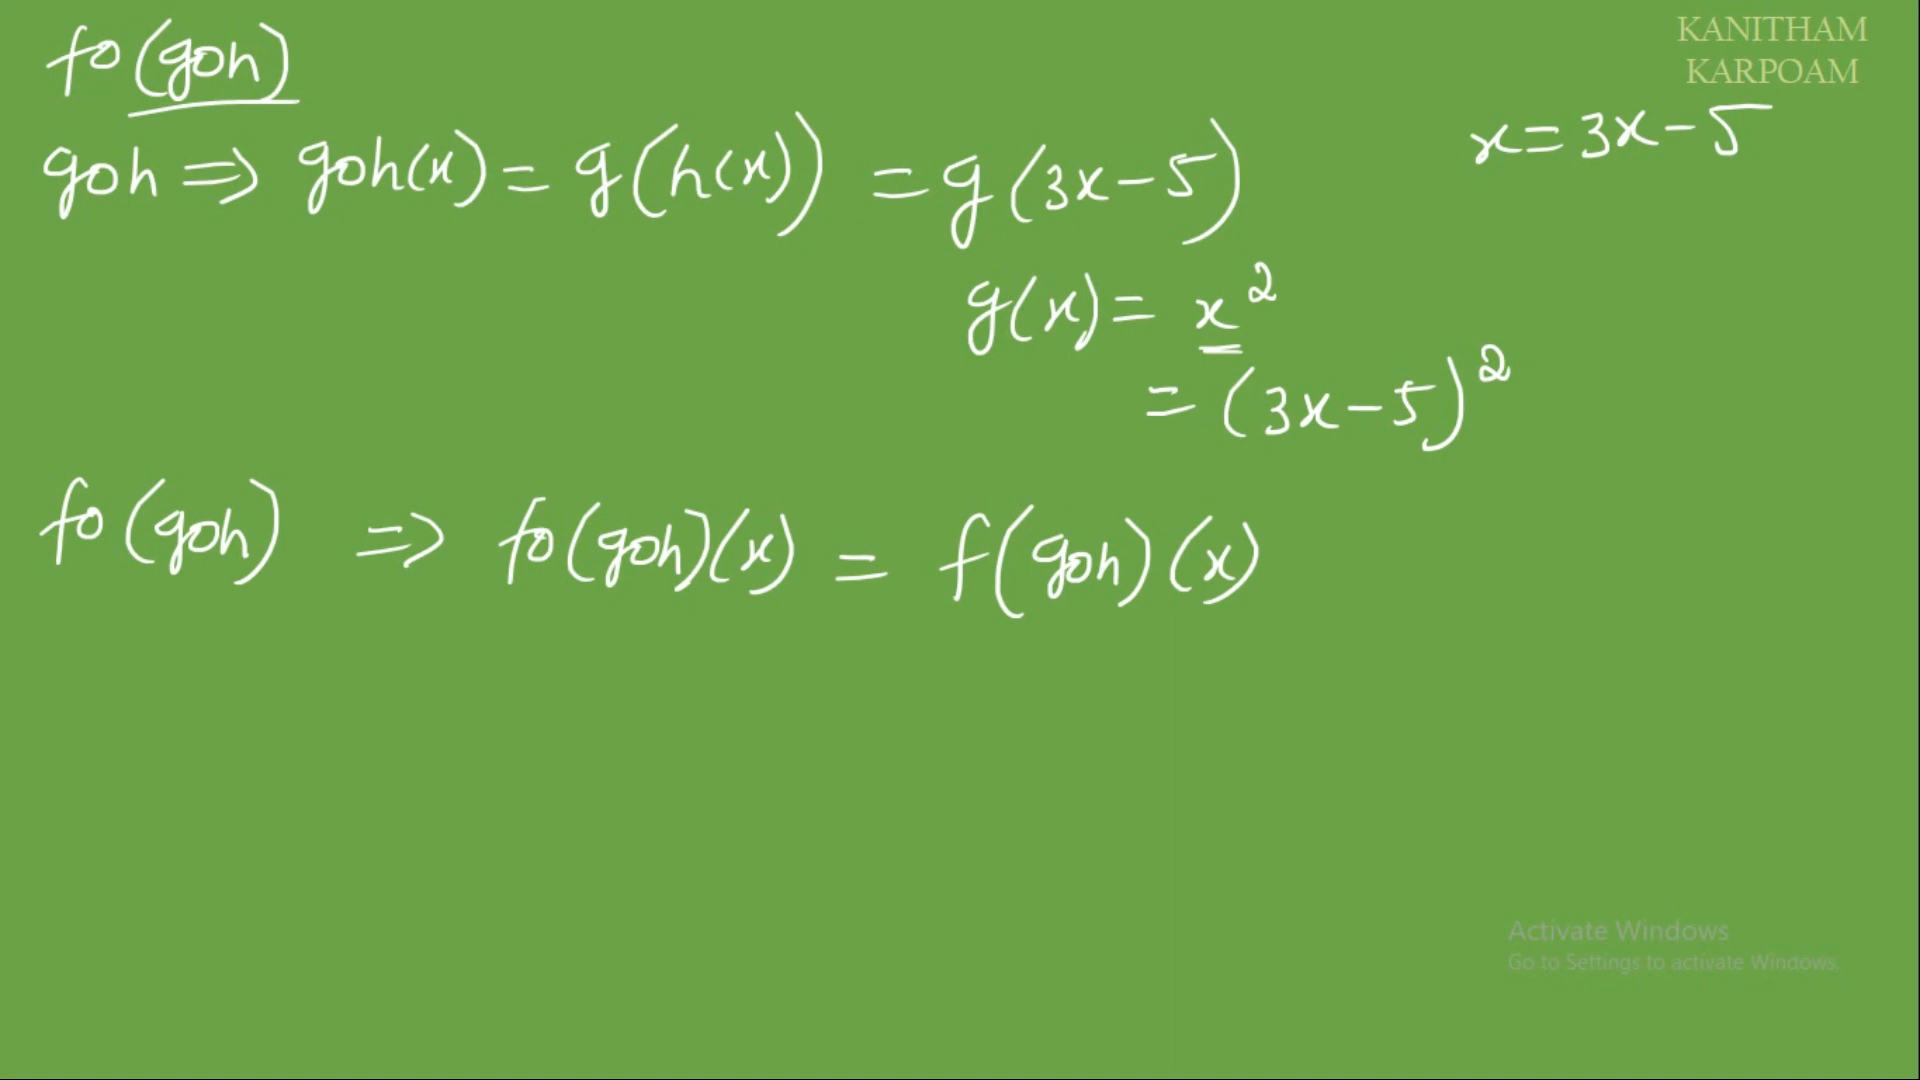 fo(goh)
KANITHAM
KARPOAM
x = 3x - 5
goh ⇒ goh(x) = g(h(x)) = g(3x - 5)
g(x) = x²
= (3x - 5)²
fo(goh) ⇒ fo(goh)(x) = f(goh)(x)
Activate Windows
Go to Settings to activate Windows.